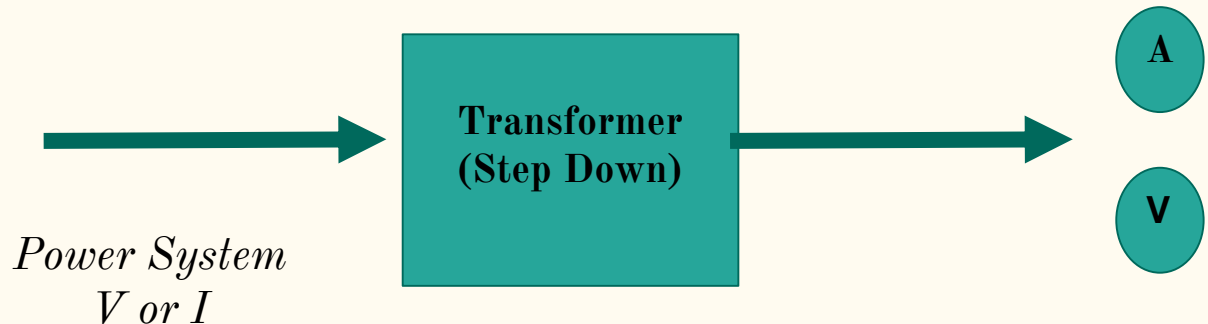 A
Transformer
(Step Down)
V
Power System
V or I